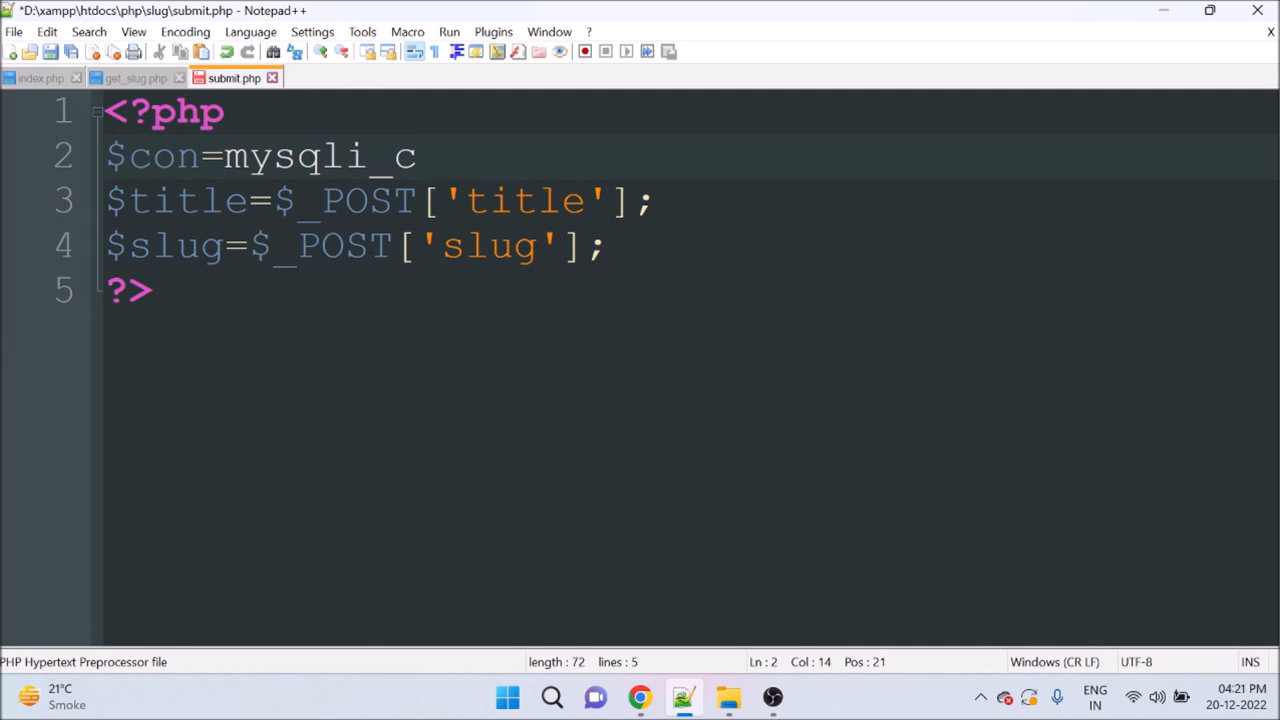 *D:\xampp\htdocs\php\slug\submit.php - Notepad++
File Edit Search View Encoding Language Settings Tools Macro Run Plugins Window ? X
index.php get_slug.php submit.php
1 <?php
2 $con=mysqli_c
3 $title=$_POST['title'];
4 $slug=$_POST['slug'];
5 ?>
PHP Hypertext Preprocessor file length : 72 lines : 5 Ln : 2 Col : 14 Pos : 21 Windows (CR LF) UTF-8 INS
21°C
Smoke
ENG
IN
04:21 PM
20-12-2022